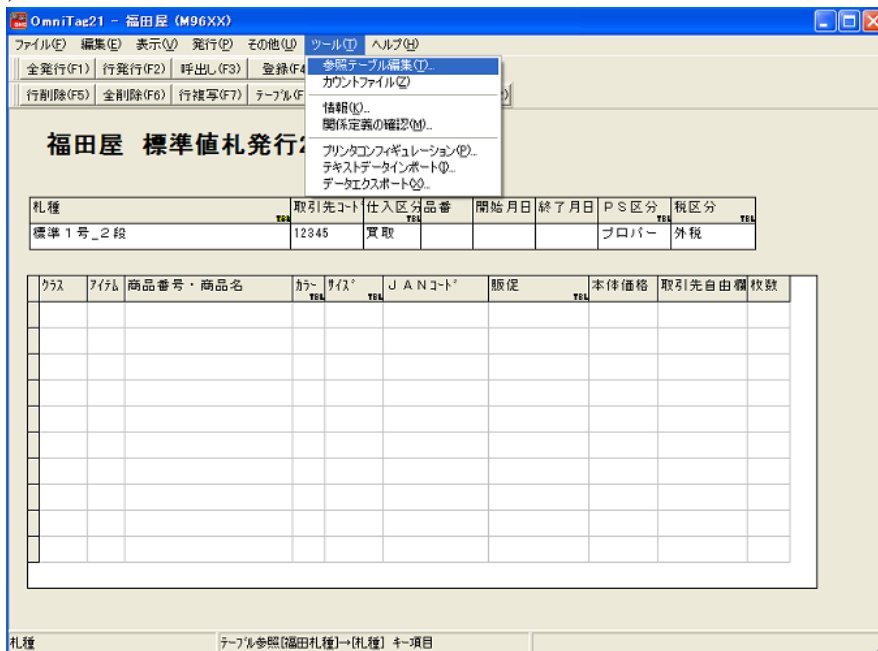 OmniTag21 - 福田屋 (M96XX)
ファイル(F) 編集(E) 表示(V) 発行(P) その他(U) ツール(T) ヘルプ(H)
全発行(F1) 行発行(F2) 呼出し(F3) 登録(F4
行削除(F5) 全削除(F6) 行複写(F7) テーブル(F
参照テーブル編集(T)...
カウントファイル(Z)
情報(K)...
関係定義の確認(M)...
プリンタコンフィギュレーション(P)...
テキストデータインポート(I)...
データエクスポート(X)...
福田屋 標準値札発行
札種 TBL 取引先コード 仕入区分 TBL 品番 開始月日 終了月日 PS区分 TBL 税区分 TBL
標準1号_2段 12345 買取 プロパー 外税
クラス アイテム 商品番号・商品名 カラー TBL サイズ TBL JANコード 販促 TBL 本体価格 取引先自由欄 枚数
札種 テーブル参照[福田札種]→[札種] キー項目